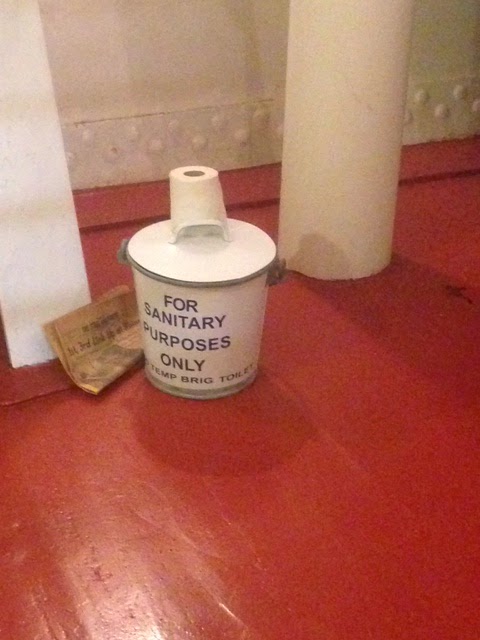 FOR
SANITARY
PURPOSES
ONLY
TEMP BRIG TOILET